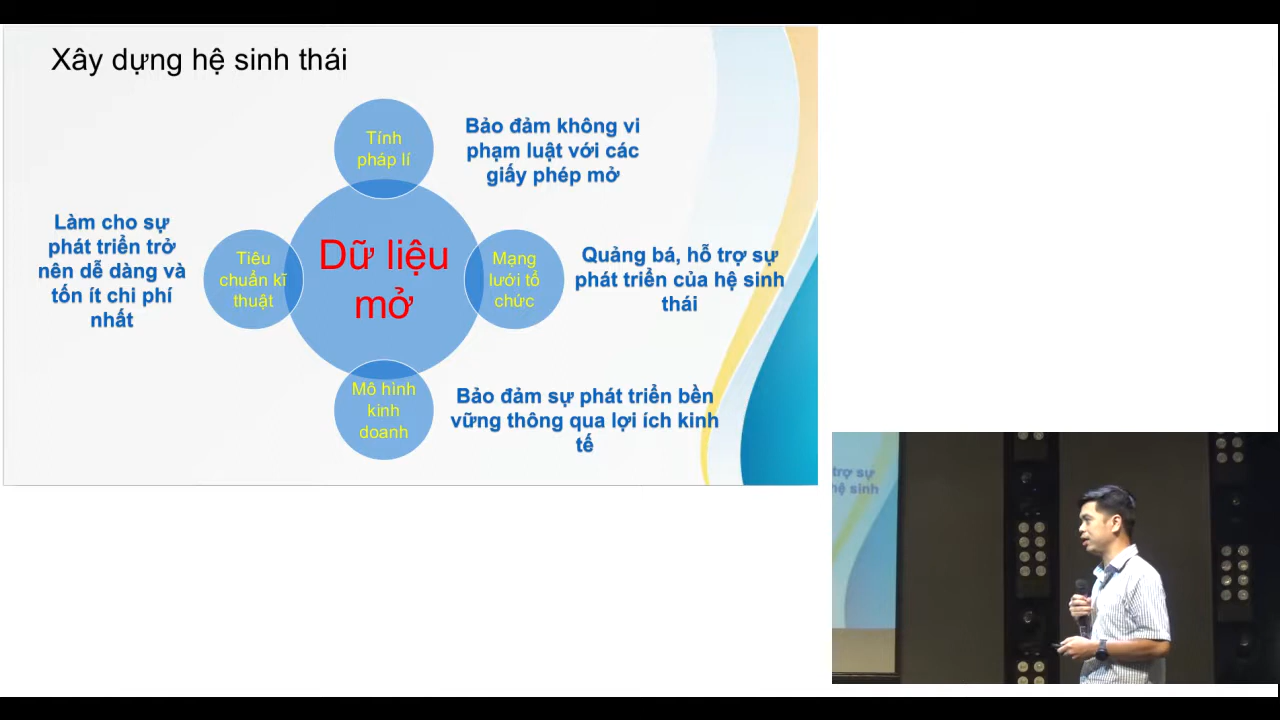 Xây dựng hệ sinh thái
Tính
pháp lí
Bảo đảm không vi
phạm luật với các
giấy phép mở
Làm cho sự
phát triển trở
nên dễ dàng và
tốn ít chi phí
nhất
Tiêu
chuẩn kĩ
thuật
Dữ liệu
mở
Mạng
lưới tổ
chức
Quảng bá, hỗ trợ sự
phát triển của hệ sinh
thái
Mô hình
kinh
doanh
Bảo đảm sự phát triển bền
vững thông qua lợi ích kinh
tế
trợ sự
hệ sinh